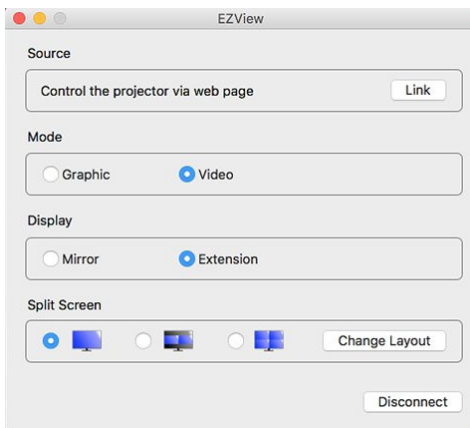 EZView
Source
Control the projector via web page Link
Mode
Graphic Video
Display
Mirror Extension
Split Screen
Change Layout
Disconnect